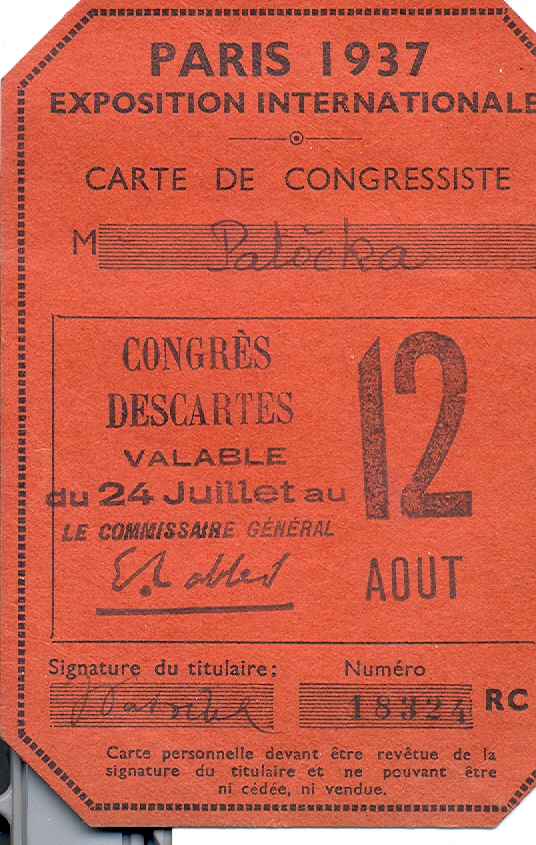 PARIS 1937
EXPOSITION INTERNATIONALE
CARTE DE CONGRESSISTE
M Patočka
CONGRÈS
DESCARTES
VALABLE
du 24 Juillet au
12
AOUT
LE COMMISSAIRE GÉNÉRAL
E. Labbé
Signature du titulaire:
J Patočka
Numéro
18324 RC
Carte personnelle devant être revêtue de la
signature du titulaire et ne pouvant être
ni cédée, ni vendue.